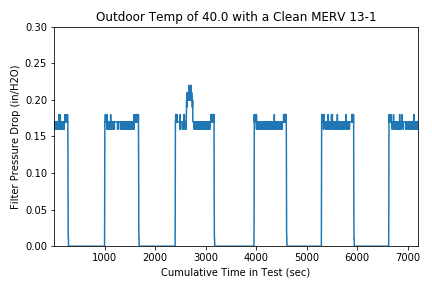 Outdoor Temp of 40.0 with a Clean MERV 13-1
0.30
0.25
0.20
0.15
0.10
0.05
0.00
Filter Pressure Drop (in/H2O)
1000 2000 3000 4000 5000 6000 7000
Cumulative Time in Test (sec)